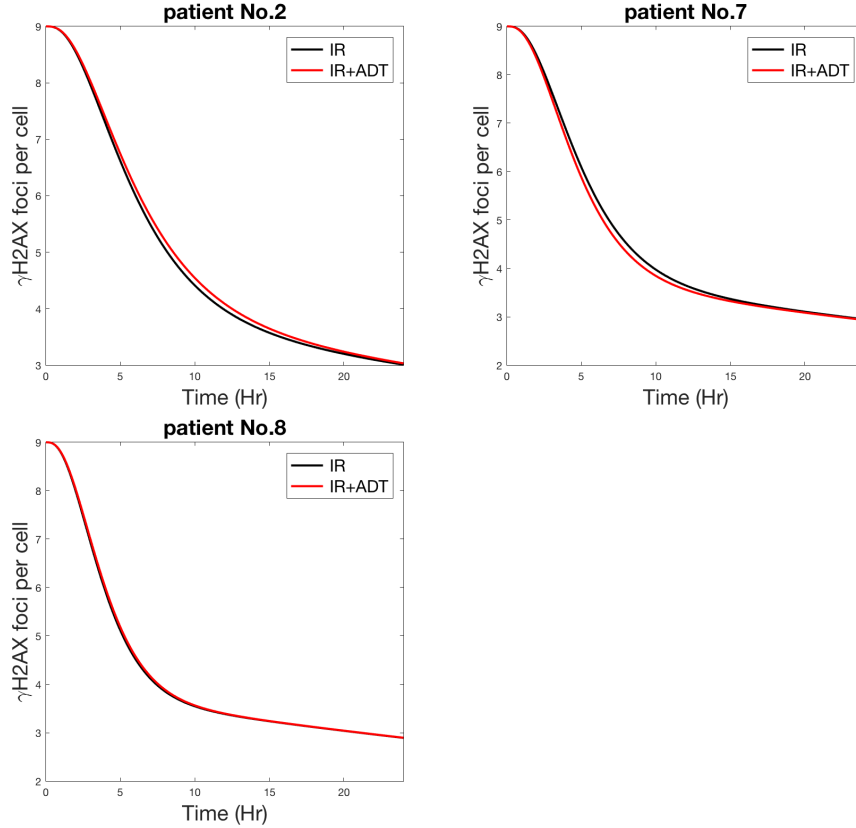 patient No.2
IR
IR+ADT
γH2AX foci per cell
9
8
7
6
5
4
3
0
5
10
15
20
Time (Hr)
patient No.7
IR
IR+ADT
γH2AX foci per cell
9
8
7
6
5
4
3
2
0
5
10
15
20
Time (Hr)
patient No.8
IR
IR+ADT
γH2AX foci per cell
9
8
7
6
5
4
3
2
0
5
10
15
20
Time (Hr)